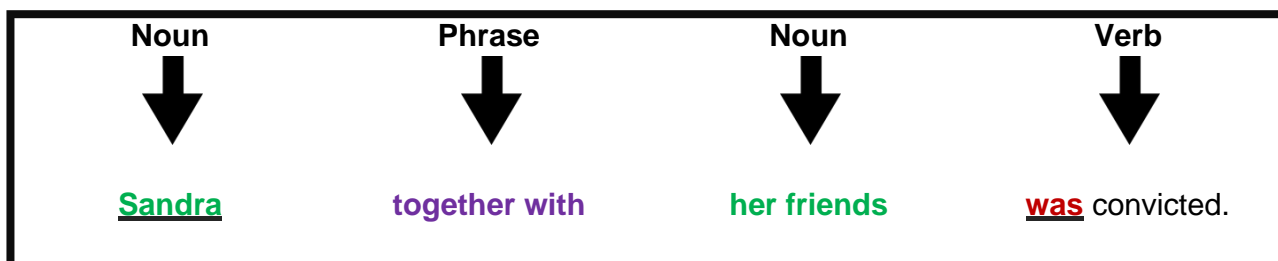 Noun Phrase Noun Verb
Sandra together with her friends was convicted.